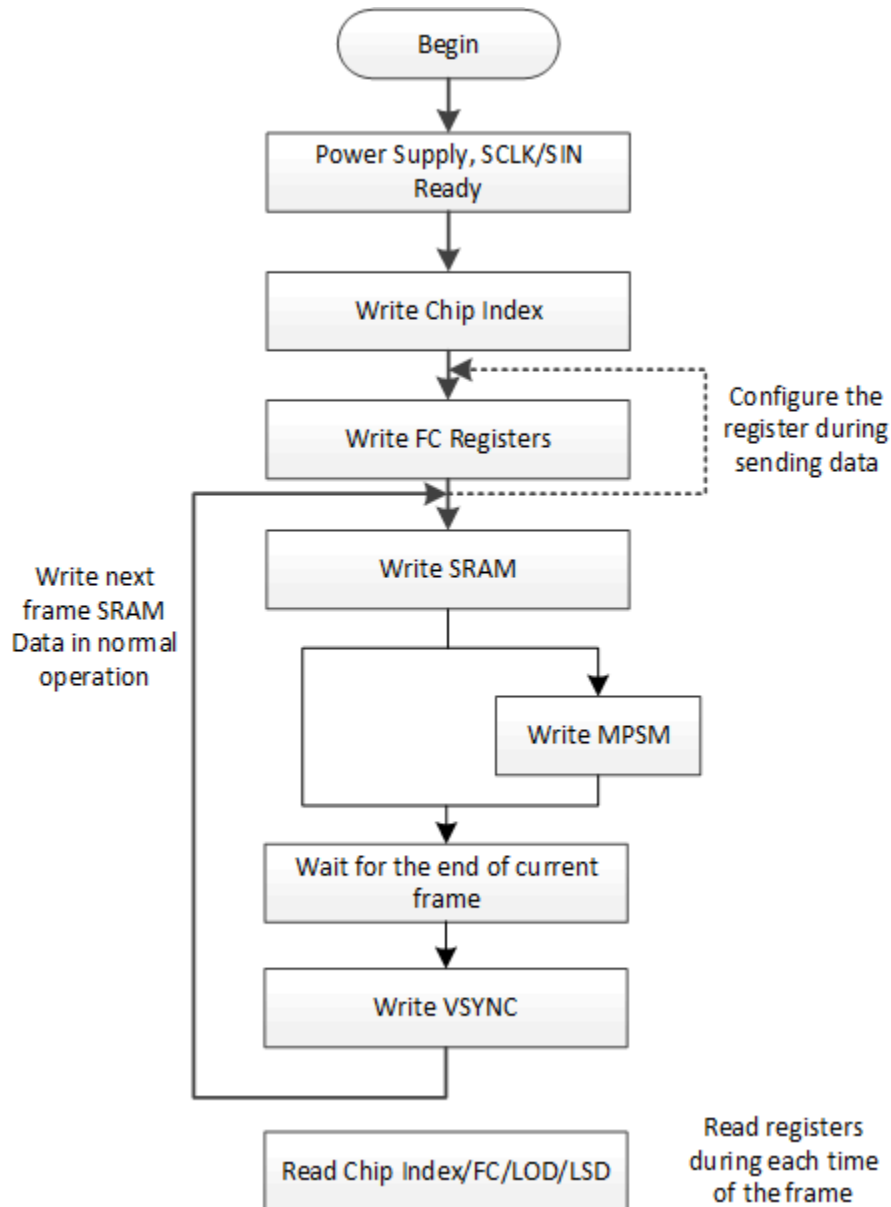 Begin
Power Supply, SCLK/SIN
Ready
Write Chip Index
Configure the
register during
sending data
Write FC Registers
Write SRAM
Write next
frame SRAM
Data in normal
operation
Write MPSM
Wait for the end of current
frame
Write VSYNC
Read Chip Index/FC/LOD/LSD
Read registers
during each time
of the frame